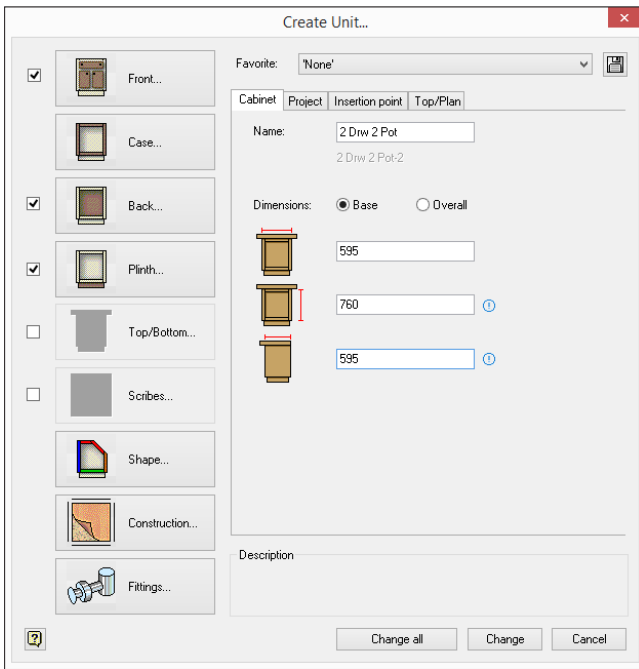 Create Unit...
Favorite: 'None'
Front...
Case...
Back...
Plinth...
Top/Bottom...
Scribes...
Shape...
Construction...
Fittings...
Cabinet Project Insertion point Top/Plan
Name: 2 Drw 2 Pot
2 Drw 2 Pot-2
Dimensions: Base Overall
595
760
595
Description
Change all Change Cancel